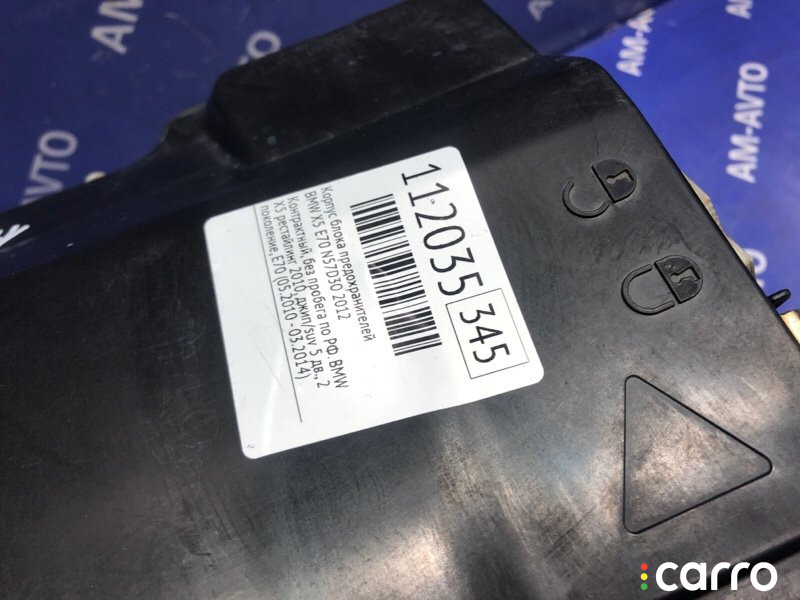 112035 345
Корпус блока предохранителей
BMW X5 E70 N57D30 2012
Контрактный, без пробега по РФ. BMW
X5 рестайлинг 2010, джип/suv 5 дв., 2
поколение, E70 (05.2010 - 03.2014)
AM-AVTO
AM-AVTO
AM-AVTO
AM-AVTO
carro